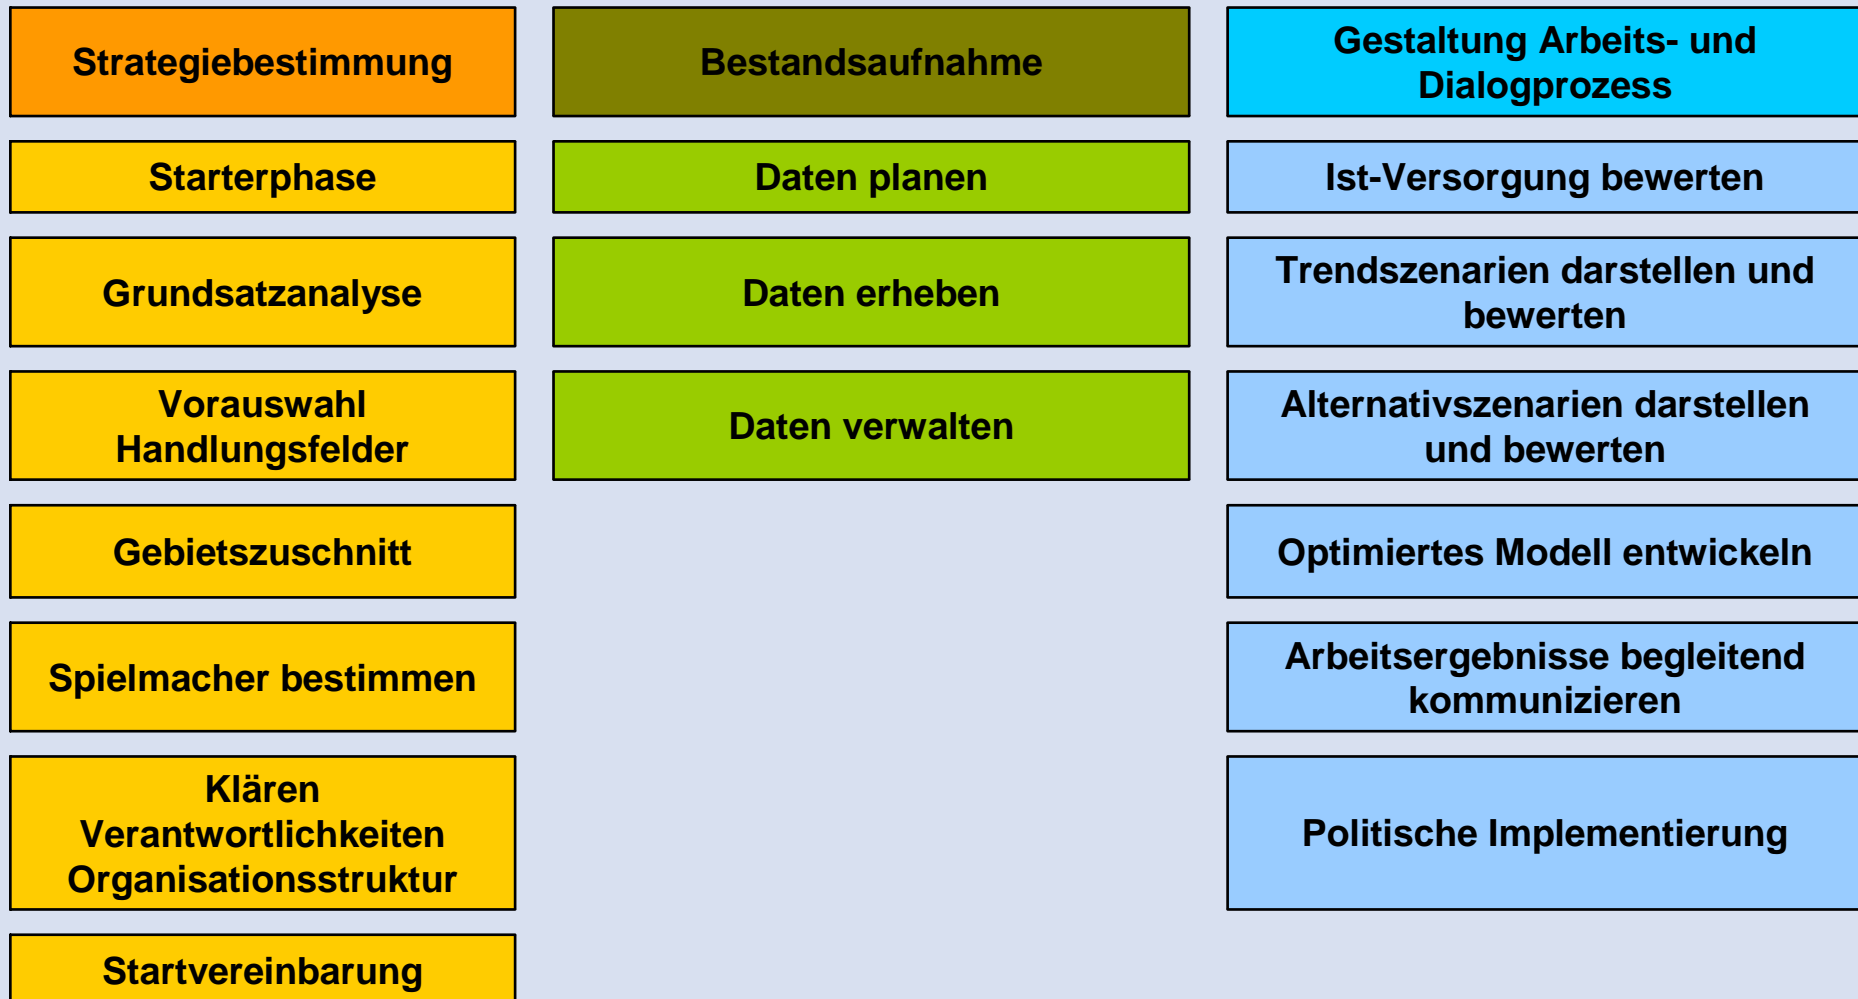 Strategiebestimmung
Starterphase
Grundsatzanalyse
Vorauswahl
Handlungsfelder
Gebietszuschnitt
Spielmacher bestimmen
Klären
Verantwortlichkeiten
Organisationsstruktur
Startvereinbarung
Bestandsaufnahme
Daten planen
Daten erheben
Daten verwalten
Gestaltung Arbeits- und
Dialogprozess
Ist-Versorgung bewerten
Trendszenarien darstellen und
bewerten
Alternativszenarien darstellen
und bewerten
Optimiertes Modell entwickeln
Arbeitsergebnisse begleitend
kommunizieren
Politische Implementierung